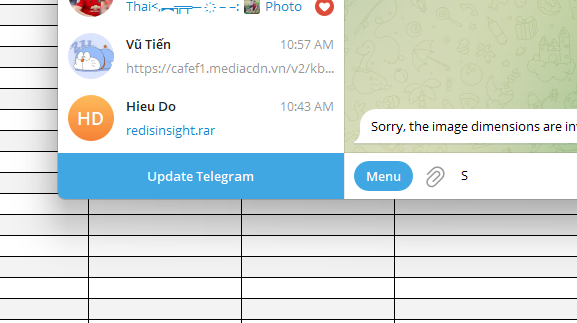 Photo
Vũ Tiến
10:57 AM
https://cafef1.mediacdn.vn/v2/kb...
Hieu Do
10:43 AM
HD
redisinsight.rar
Sorry, the image dimensions are in
Update Telegram
Menu
S